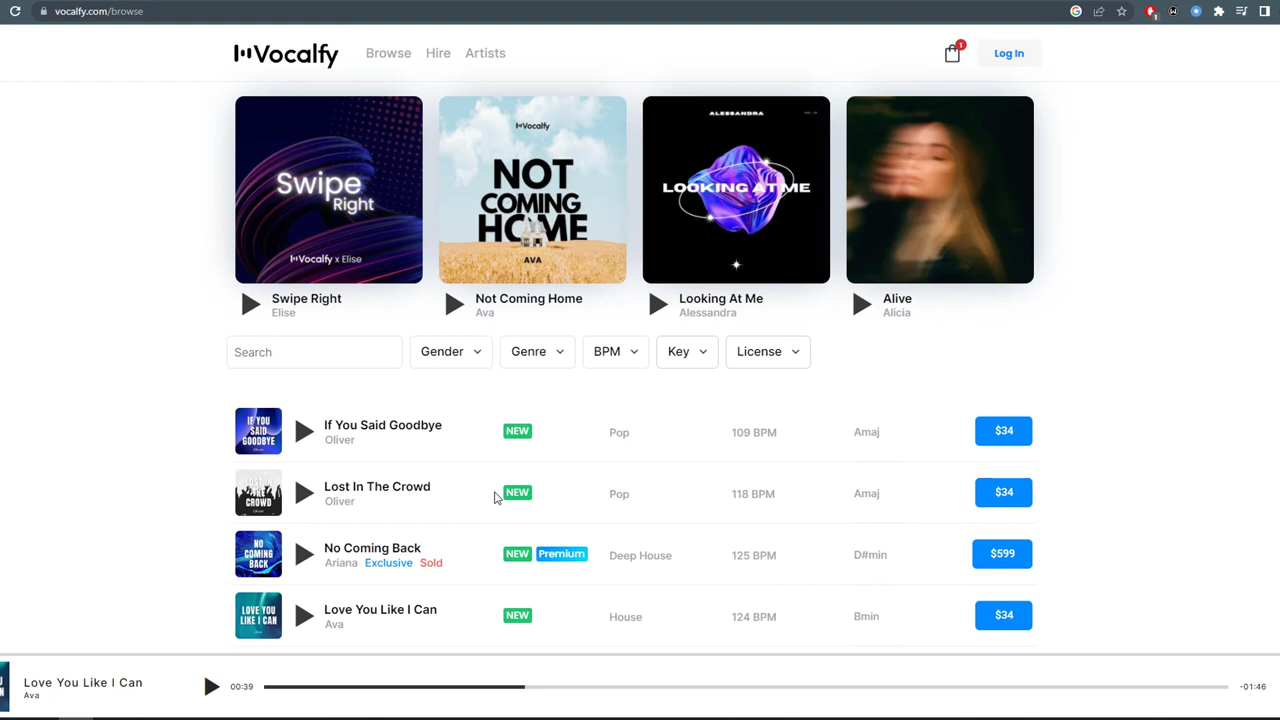 vocalfy.com/browse
1
Vocalfy
Browse
Hire
Artists
1
Log In
Swipe
Right
Vocalfy x Elise
Vocalfy
NOT
COMING
HOME
AVA
ALESSANDRA
LOOKING AT ME
Swipe Right
Elise
Not Coming Home
Ava
Looking At Me
Alessandra
Alive
Alicia
Search
Gender
Genre
BPM
Key
License
IF YOU
SAID
GOODBYE
If You Said Goodbye
Oliver
NEW
Pop
109 BPM
Amaj
$34
LOST IN
THE
CROWD
Lost In The Crowd
Oliver
NEW
Pop
118 BPM
Amaj
$34
NO
COMING
BACK
No Coming Back
Ariana Exclusive Sold
NEW Premium
Deep House
125 BPM
D#min
$599
LOVE YOU
LIKE I CAN
Love You Like I Can
Ava
NEW
House
124 BPM
Bmin
$34
Love You Like I Can
Ava
00:39
-01:46